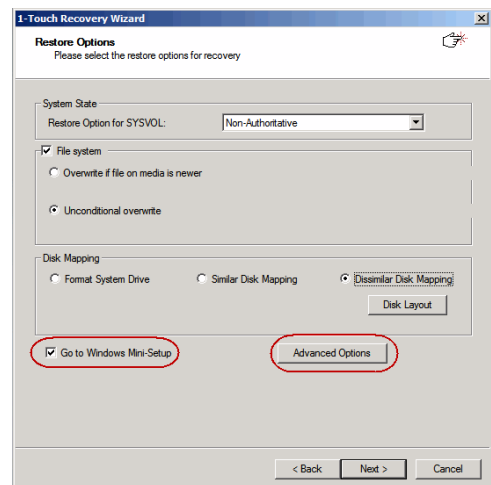 1-Touch Recovery Wizard
Restore Options
Please select the restore options for recovery
System State
Restore Option for SYSVOL:
Non-Authoritative
File system
Overwrite if file on media is newer
Unconditional overwrite
Disk Mapping
Format System Drive
Similar Disk Mapping
Dissimilar Disk Mapping
Disk Layout
Go to Windows Mini-Setup
Advanced Options
< Back
Next >
Cancel